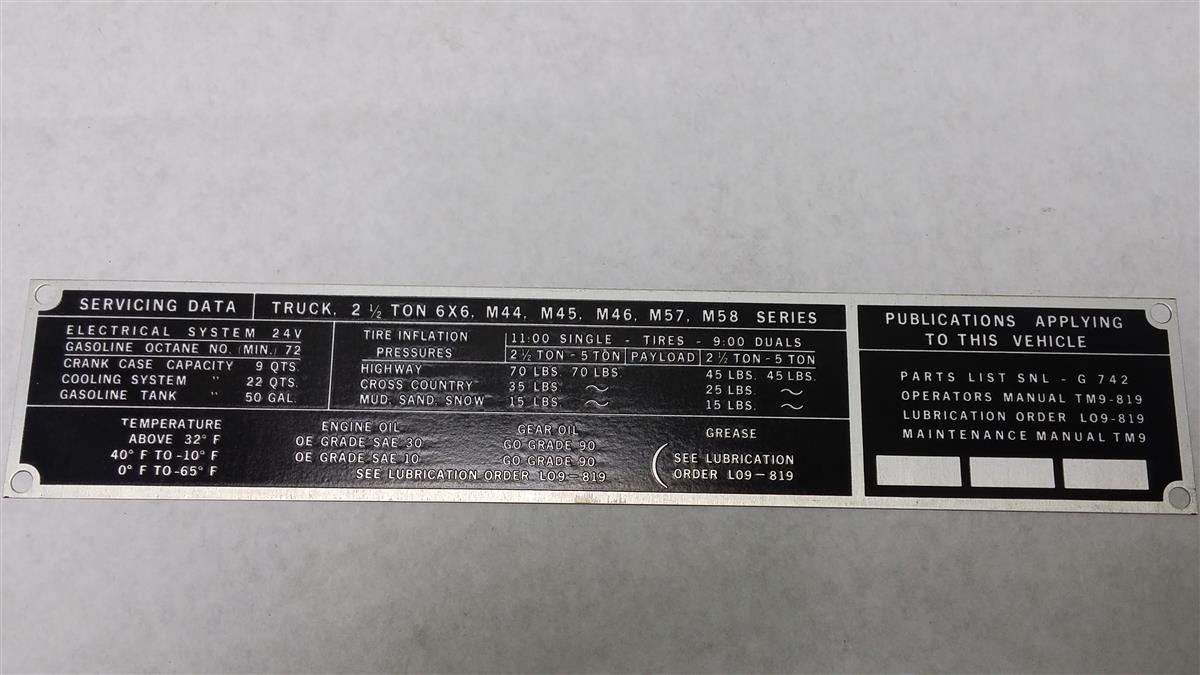 SERVICING DATA
TRUCK, 2 ½ TON 6X6, M44, M45, M46, M57, M58 SERIES
ELECTRICAL SYSTEM 24V
GASOLINE OCTANE NO. (MIN.) 72
CRANK CASE CAPACITY 9 QTS.
COOLING SYSTEM " 22 QTS.
GASOLINE TANK " 50 GAL.
TIRE INFLATION PRESSURES
11:00 SINGLE - TIRES - 9:00 DUALS
2 ½ TON - 5 TON PAYLOAD 2 ½ TON - 5 TON
HIGHWAY 70 LBS. 70 LBS. 45 LBS. 45 LBS.
CROSS COUNTRY 35 LBS. ~ 25 LBS. ~
MUD, SAND, SNOW 15 LBS. ~ 15 LBS. ~
TEMPERATURE ENGINE OIL GEAR OIL GREASE
ABOVE 32° F OE GRADE SAE 30 GO GRADE 90
40° F TO -10° F OE GRADE SAE 10 GO GRADE 90 ( SEE LUBRICATION
0° F TO -65° F SEE LUBRICATION ORDER LO9-819 ORDER LO9-819
PUBLICATIONS APPLYING
TO THIS VEHICLE
PARTS LIST SNL - G 742
OPERATORS MANUAL TM9-819
LUBRICATION ORDER LO9-819
MAINTENANCE MANUAL TM9